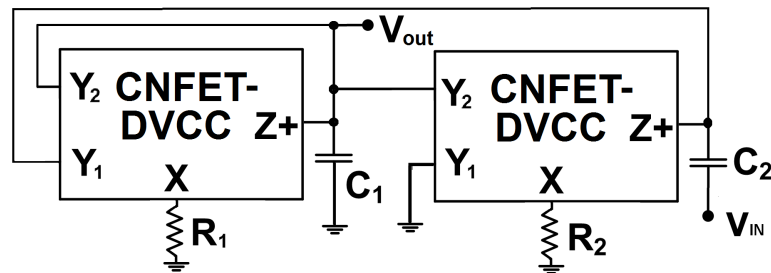 Vout
Y2 CNFET-
DVCC Z+
Y1
X
C1
R1
Y2 CNFET-
DVCC Z+
Y1
X
C2
R2
VIN